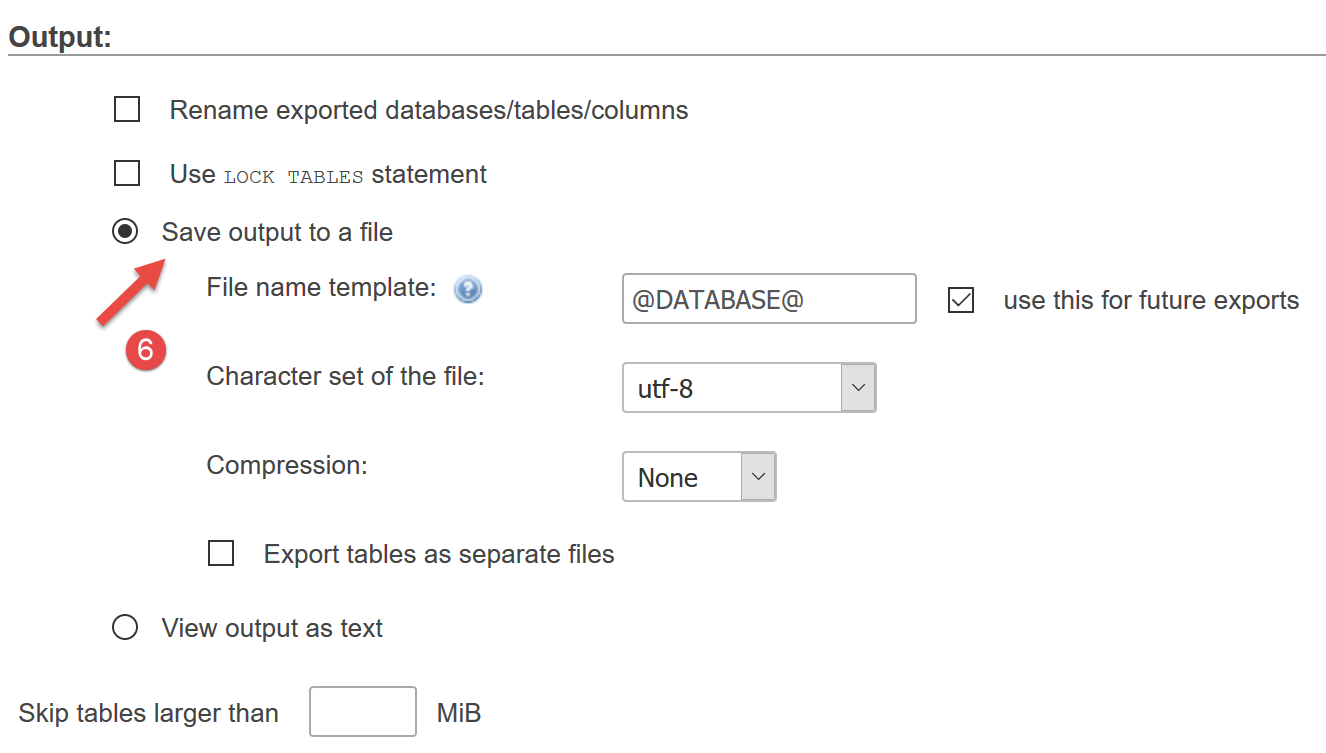 Output:
Rename exported databases/tables/columns
Use LOCK TABLES statement
Save output to a file
File name template: ? @DATABASE@ use this for future exports
6
Character set of the file: utf-8
Compression: None
Export tables as separate files
View output as text
Skip tables larger than MiB